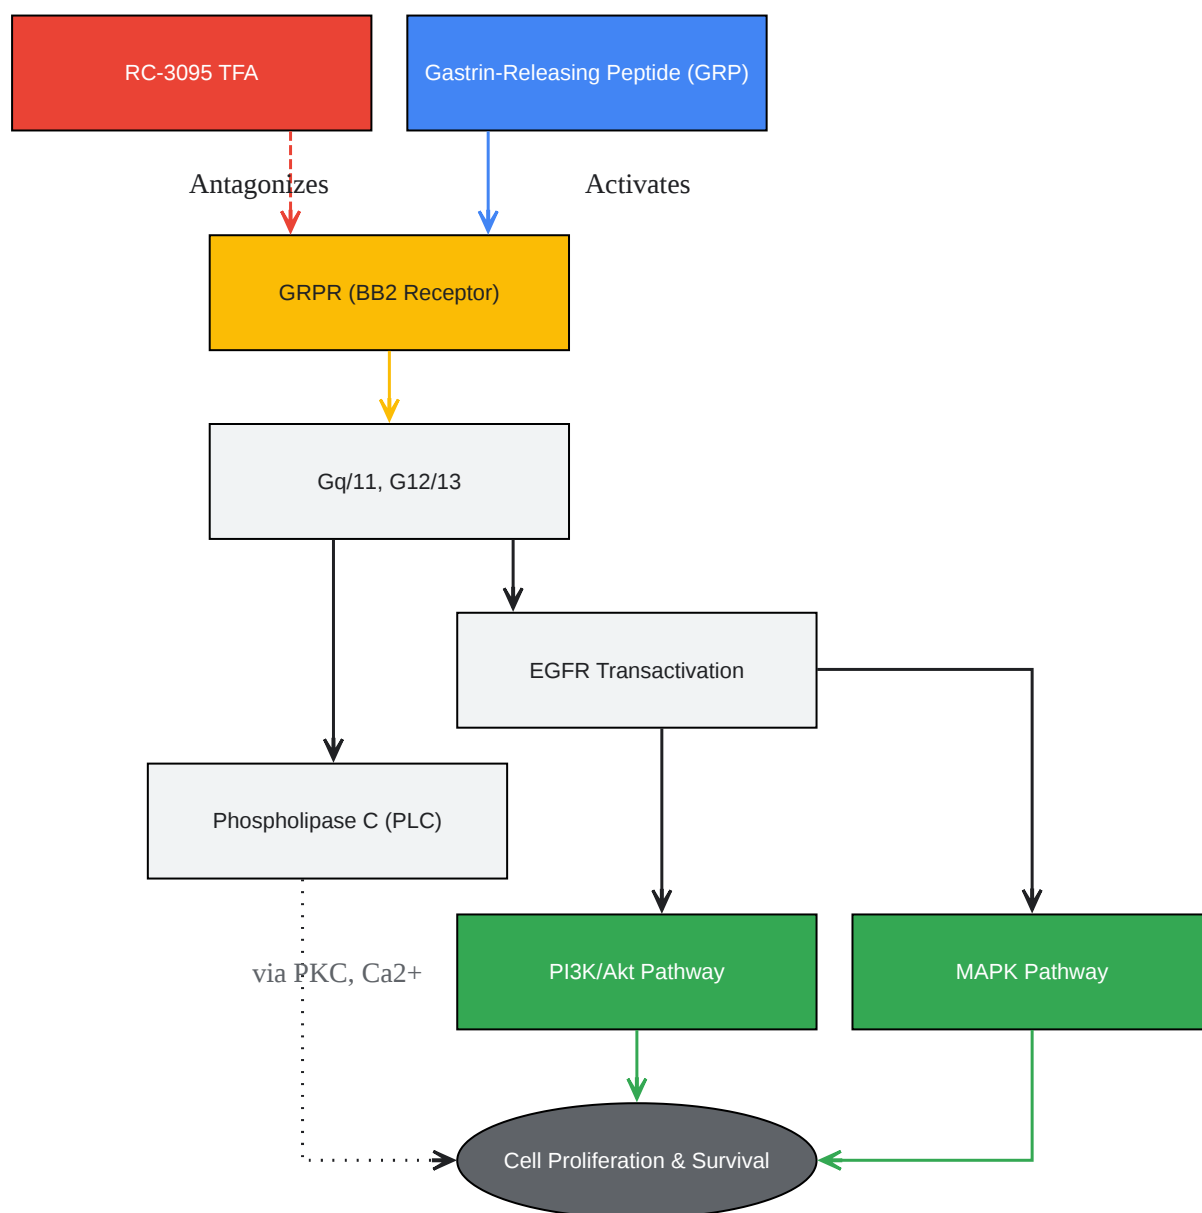 RC-3095 TFA
Gastrin-Releasing Peptide (GRP)
Antagonizes
Activates
GRPR (BB2 Receptor)
Gq/11, G12/13
EGFR Transactivation
Phospholipase C (PLC)
via PKC, Ca2+
PI3K/Akt Pathway
MAPK Pathway
Cell Proliferation & Survival